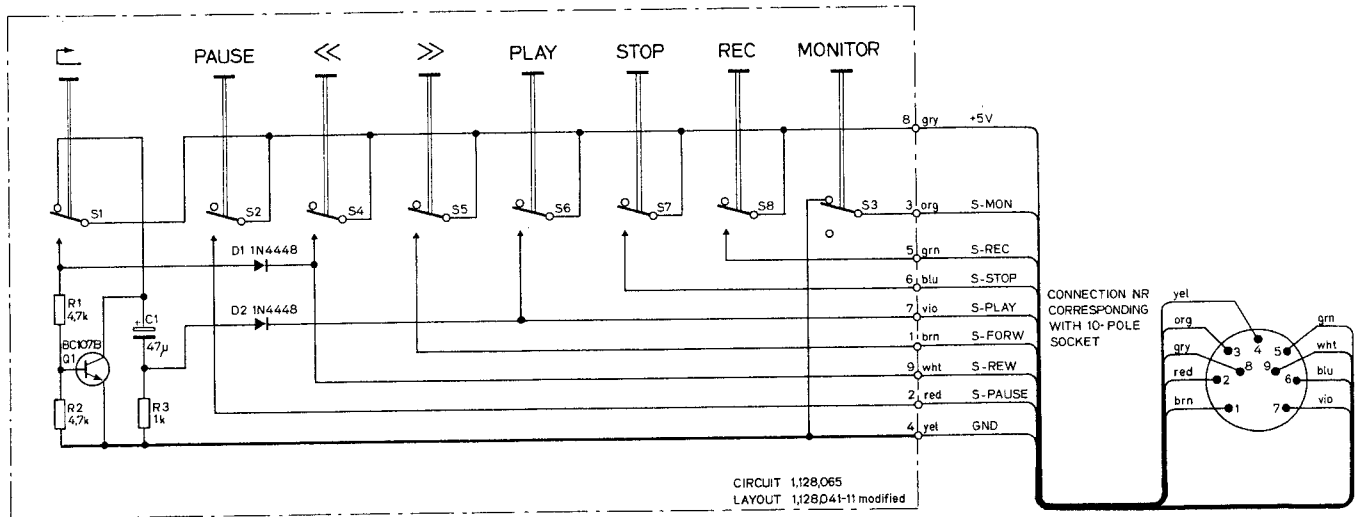 PAUSE
<<
>>
PLAY
STOP
REC
MONITOR
8 gry +5V
S1
S2
S4
S5
S6
S7
S8
S3
3 org S-MON
D1 1N4448
5 grn S-REC
6 blu S-STOP
R1
4,7k
C1
+
47µ
D2 1N4448
7 vio S-PLAY
BC107B
Q1
1 brn S-FORW
9 wht S-REW
R2
4,7k
R3
1k
2 red S-PAUSE
4 yel GND
CIRCUIT 1,128,065
LAYOUT 1,128,041-11 modified
CONNECTION NR
CORRESPONDING
WITH 10-POLE
SOCKET
yel
org
gry
red
brn
grn
wht
blu
vio
4
3
5
8
9
2
6
1
7